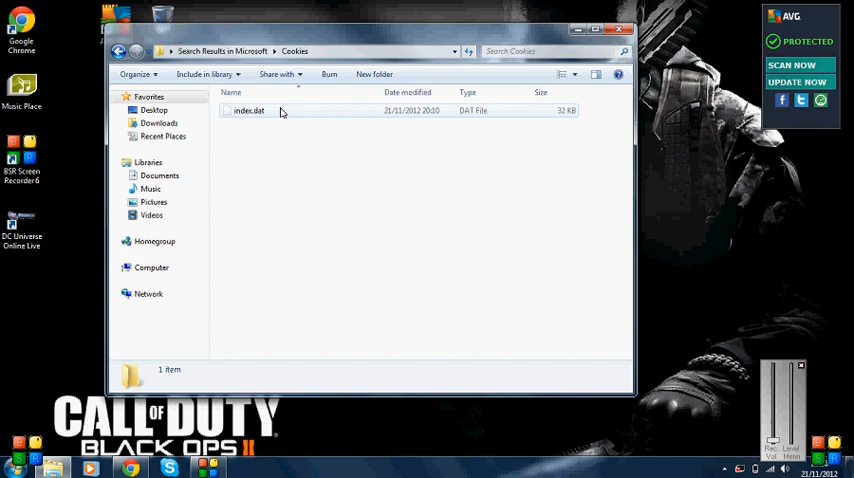 Google
Chrome
Music Place
BSR Screen
Recorder 6
DC Universe
Online Live
Search Results in Microsoft
Cookies
Search Cookies
Organize
Include in library
Share with
Burn
New folder
Name
Date modified
Type
Size
index.dat
21/11/2012 20:10
DAT File
32 KB
Favorites
Desktop
Downloads
Recent Places
Libraries
Documents
Music
Pictures
Videos
Homegroup
Computer
Network
1 item
AVG.
PROTECTED
SCAN NOW
UPDATE NOW
CALL OF DUTY
BLACK OPS II
Rec. Level
Vol Meter
B S R
B S R
21/11/2012